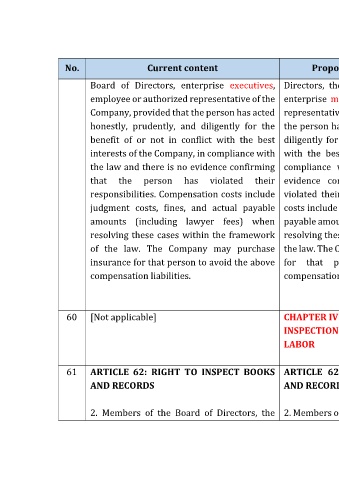 No. Current content Propo
Board of Directors, enterprise executives,
employee or authorized representative of the
Company, provided that the person has acted
honestly, prudently, and diligently for the
benefit of or not in conflict with the best
interests of the Company, in compliance with
the law and there is no evidence confirming
that the person has violated their
responsibilities. Compensation costs include
judgment costs, fines, and actual payable
amounts (including lawyer fees) when
resolving these cases within the framework
of the law. The Company may purchase
insurance for that person to avoid the above
compensation liabilities.
Directors, the
enterprise m
representativ
the person ha
diligently for
with the bes
compliance
evidence co
violated thei
costs include
payable amou
resolving thes
the law. The C
for that p
compensation
60 [Not applicable]
CHAPTER IV
INSPECTION
LABOR
61 ARTICLE 62: RIGHT TO INSPECT BOOKS
AND RECORDS
2. Members of the Board of Directors, the
ARTICLE 62
AND RECORI
2. Members o